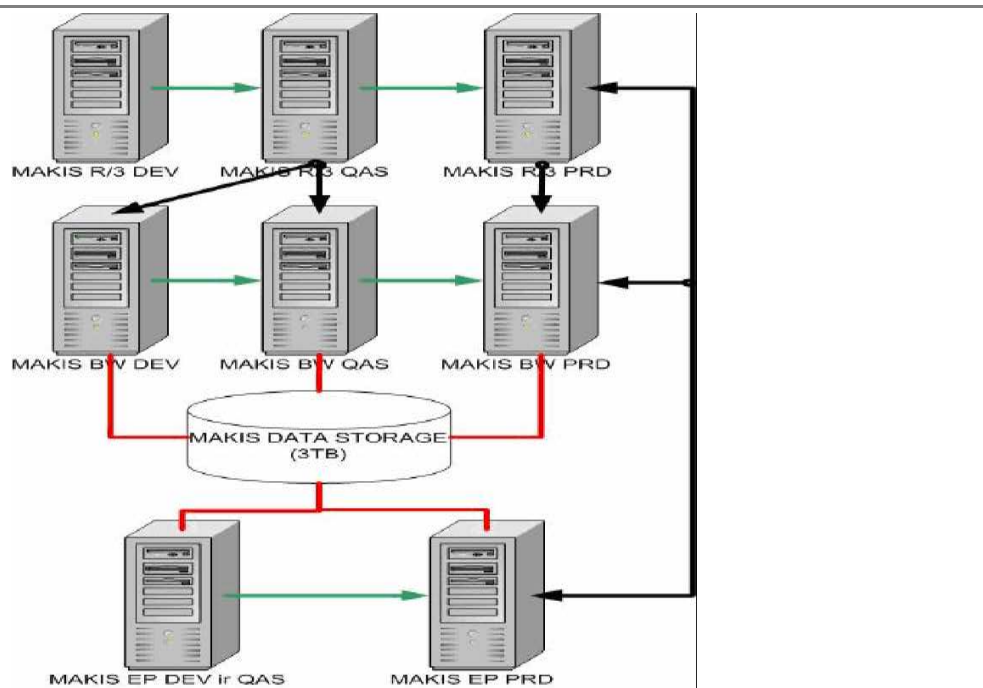 MAKIS R/3 DEV
MAKIS R/3 QAS
MAKIS R/3 PRD
MAKIS BW DEV
MAKIS BW QAS
MAKIS BW PRD
MAKIS DATA STORAGE
(3TB)
MAKIS EP DEV ir QAS
MAKIS EP PRD